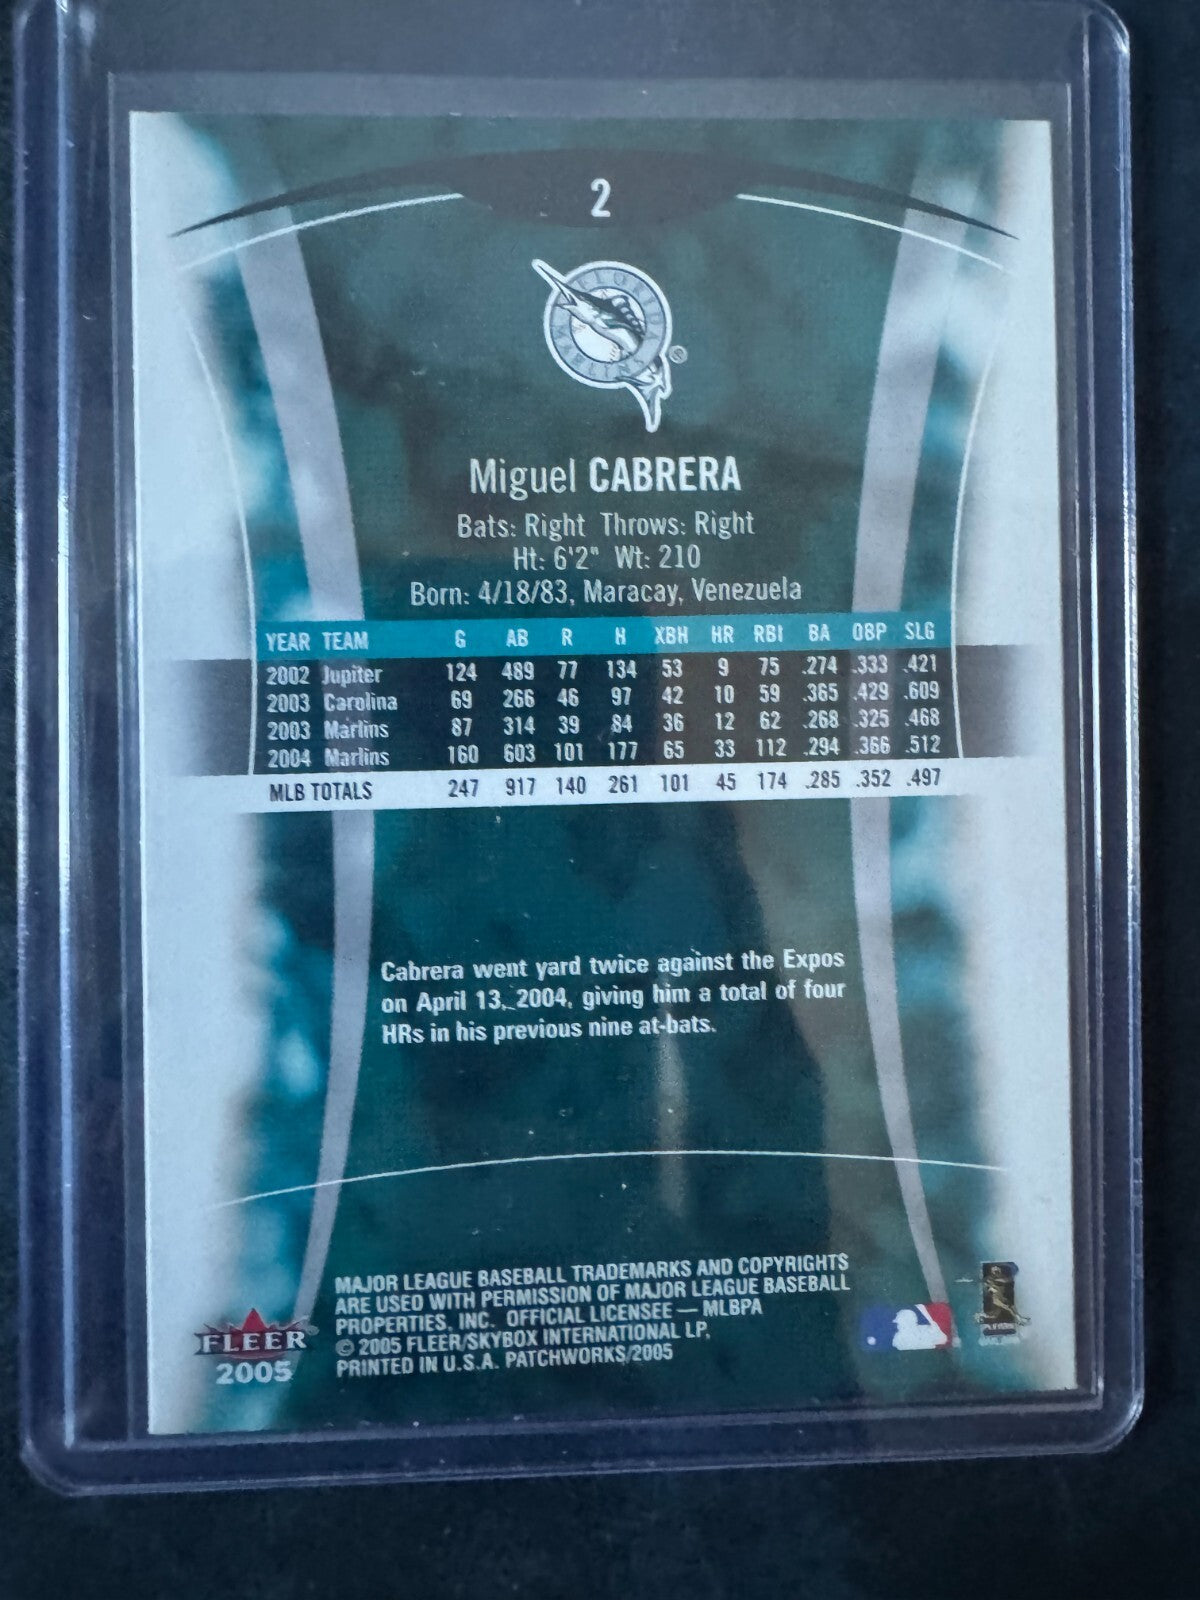 2
FLORIDA
MARLINS
®
Miguel CABRERA
Bats: Right Throws: Right
Ht: 6'2" Wt: 210
Born: 4/18/83, Maracay, Venezuela
YEAR TEAM G AB R H XBH HR RBI BA OBP SLG
2002 Jupiter 124 489 77 134 53 9 75 .274 .333 .421
2003 Carolina 69 266 46 97 42 10 59 .365 .429 .609
2003 Marlins 87 314 39 84 36 12 62 .268 .325 .468
2004 Marlins 160 603 101 177 65 33 112 .294 .366 .512
MLB TOTALS 247 917 140 261 101 45 174 .285 .352 .497
Cabrera went yard twice against the Expos
on April 13, 2004, giving him a total of four
HRs in his previous nine at-bats.
MAJOR LEAGUE BASEBALL TRADEMARKS AND COPYRIGHTS
ARE USED WITH PERMISSION OF MAJOR LEAGUE BASEBALL
PROPERTIES, INC. OFFICIAL LICENSEE — MLBPA
© 2005 FLEER/SKYBOX INTERNATIONAL LP,
PRINTED IN U.S.A. PATCHWORKS/2005
FLEER
2005